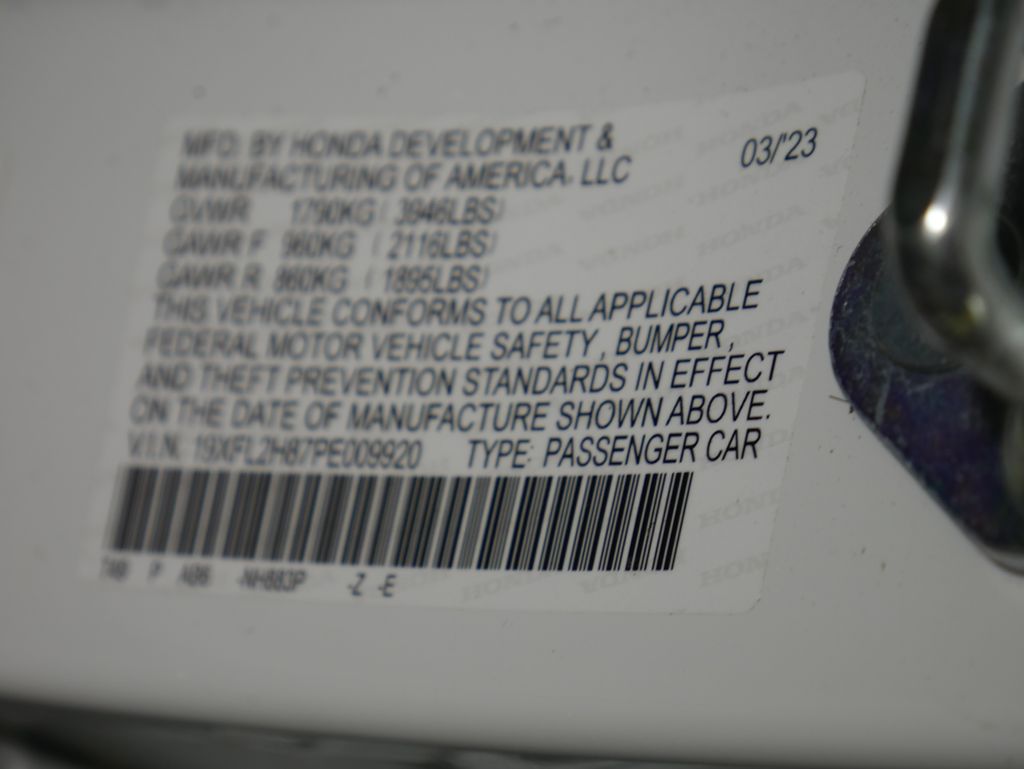 MFD. BY HONDA DEVELOPMENT & 03/'23
MANUFACTURING OF AMERICA, LLC
GVWR 1790KG ( 3946LBS)
GAWR F 960KG ( 2116LBS)
GAWR R 860KG ( 1895LBS)
THIS VEHICLE CONFORMS TO ALL APPLICABLE
FEDERAL MOTOR VEHICLE SAFETY, BUMPER,
AND THEFT PREVENTION STANDARDS IN EFFECT
ON THE DATE OF MANUFACTURE SHOWN ABOVE.
V.I.N. 19XFL2H87PE009920 TYPE: PASSENGER CAR
P -NH883P -Z -E